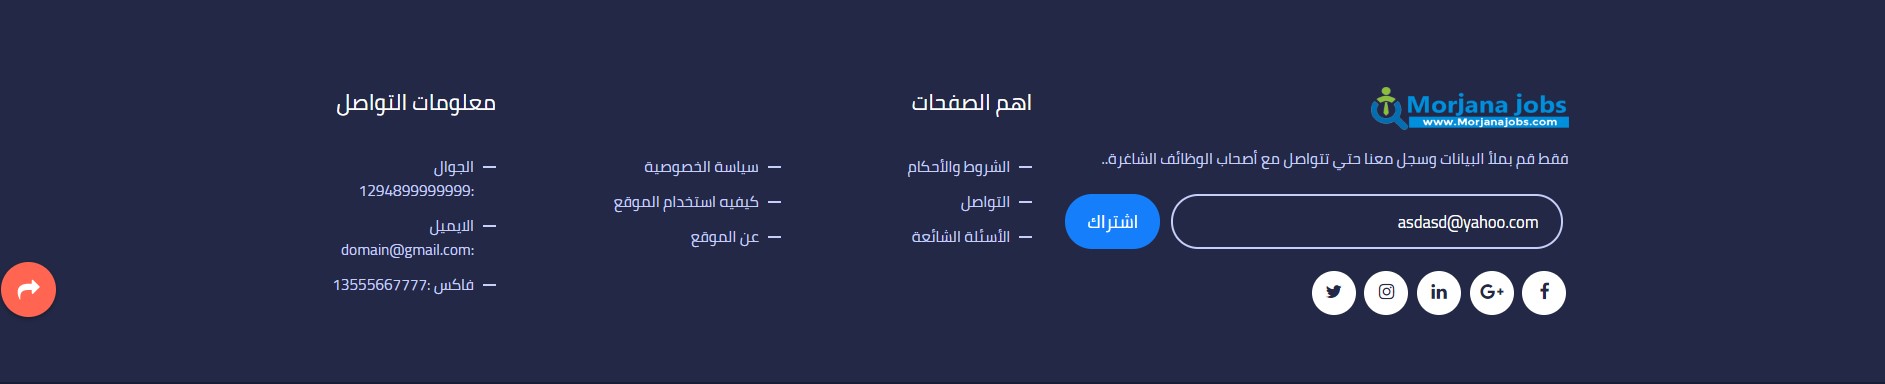 Morjana jobs
www.Morjanajobs.com
فقط قم بملأ البيانات وسجل معنا حتي تتواصل مع أصحاب الوظائف الشاغرة..
asdasd@yahoo.com
اشتراك
اهم الصفحات
الشروط والأحكام
التواصل
الأسئلة الشائعة
سياسة الخصوصية
كيفيه استخدام الموقع
عن الموقع
معلومات التواصل
الجوال
:1294899999999
الايميل
domain@gmail.com:
فاكس :13555667777